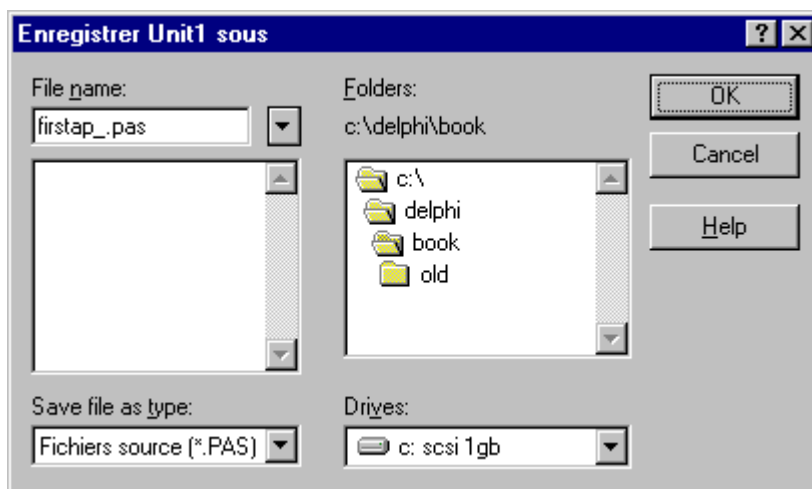 Enregistrer Unit1 sous
File name:
firstap_.pas
Folders:
c:\delphi\book
c:\
delphi
book
old
OK
Cancel
Help
Save file as type:
Fichiers source (*.PAS)
Drives:
c: scsi 1gb